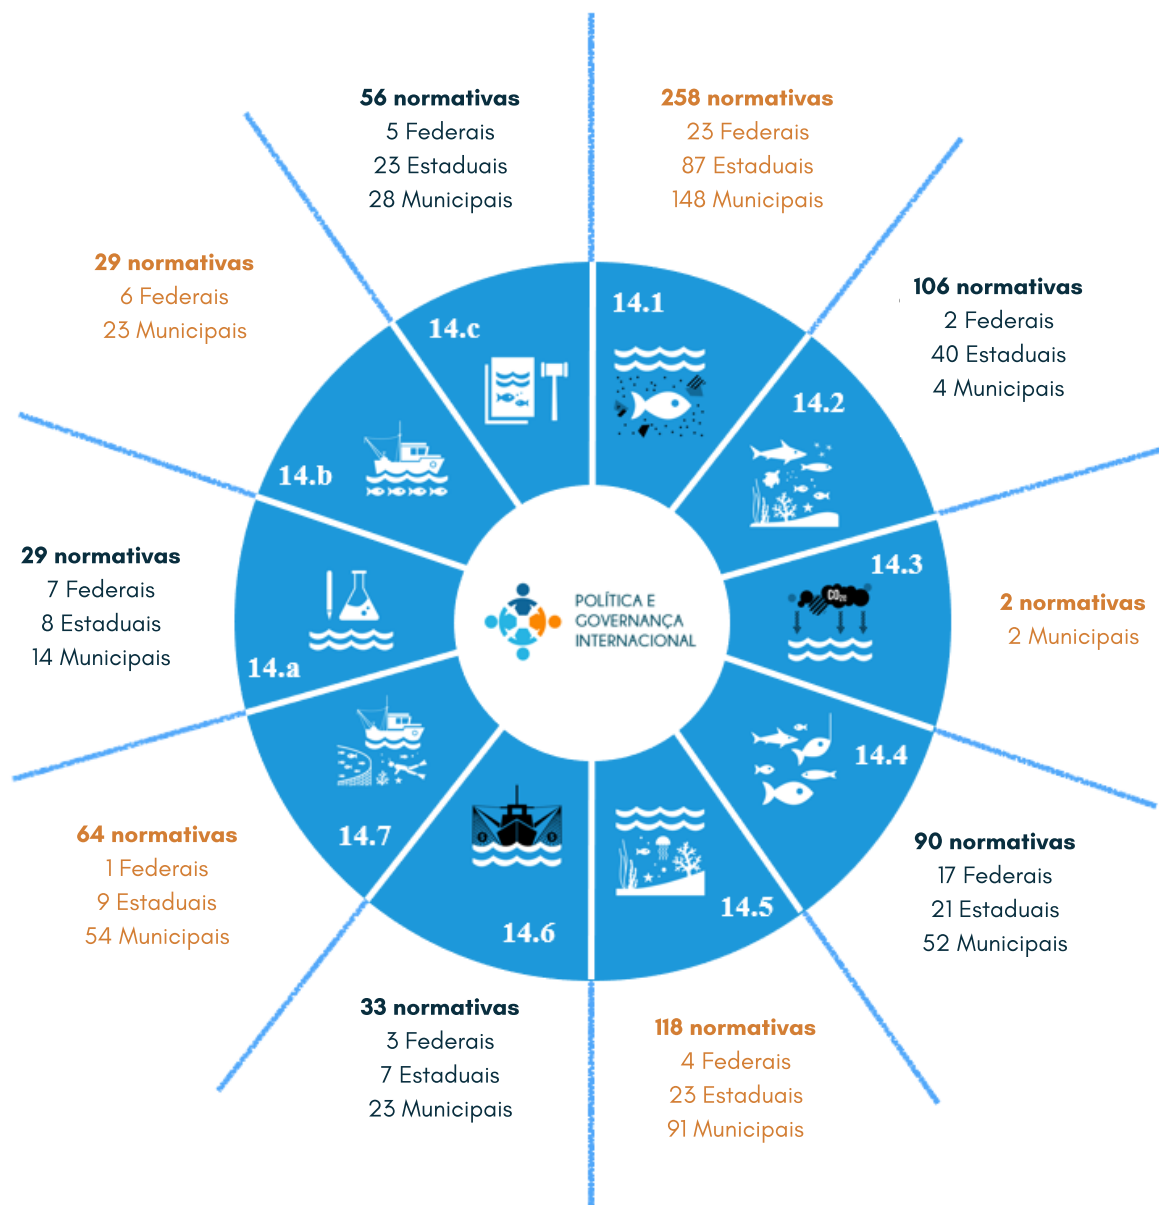 56 normativas
5 Federais
23 Estaduais
28 Municipais
258 normativas
23 Federais
87 Estaduais
148 Municipais
29 normativas
6 Federais
23 Municipais
106 normativas
2 Federais
40 Estaduais
4 Municipais
14.c
14.1
14.2
14.b
14.3
CO2E
29 normativas
7 Federais
8 Estaduais
14 Municipais
POLÍTICA E
GOVERNANÇA
INTERNACIONAL
2 normativas
2 Municipais
14.a
14.4
14.7
14.6
14.5
64 normativas
1 Federais
9 Estaduais
54 Municipais
90 normativas
17 Federais
21 Estaduais
52 Municipais
33 normativas
3 Federais
7 Estaduais
23 Municipais
118 normativas
4 Federais
23 Estaduais
91 Municipais